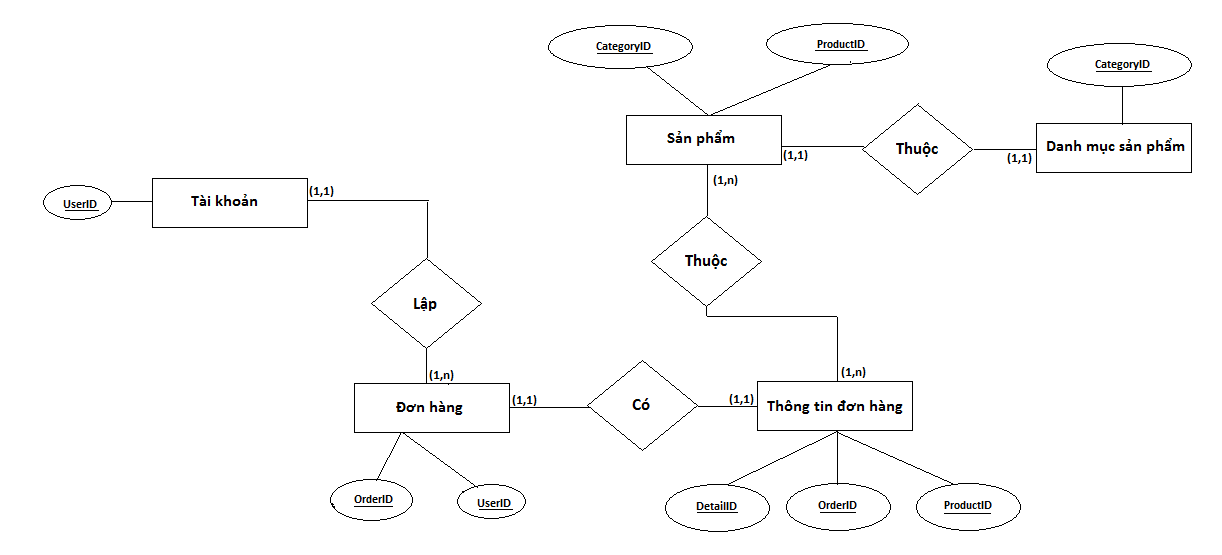 CategoryID
ProductID
CategoryID
Sản phẩm
(1,1)
Thuộc
(1,1)
Danh mục sản phẩm
(1,n)
UserID
Tài khoản
(1,1)
Thuộc
Lập
(1,n)
(1,n)
Đơn hàng
(1,1)
Có
(1,1)
Thông tin đơn hàng
OrderID
UserID
DetailID
OrderID
ProductID